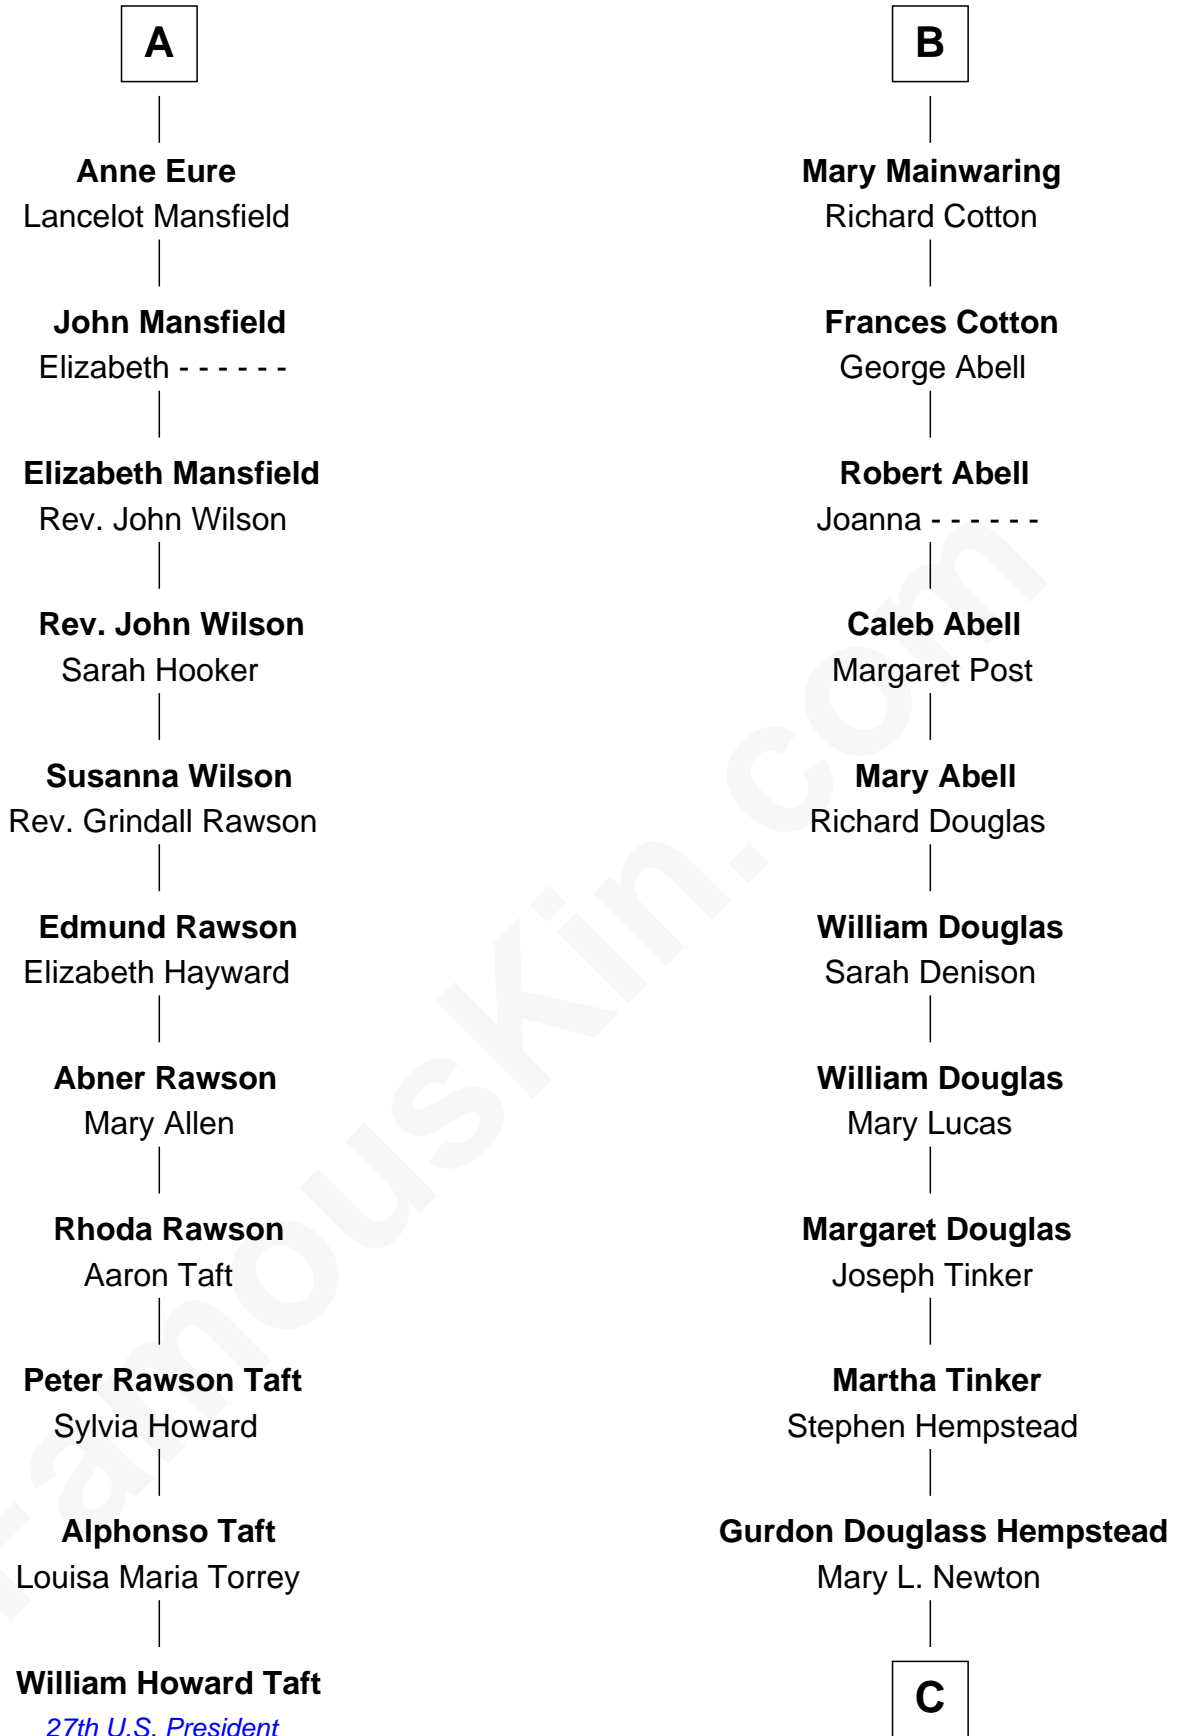 A
Anne Eure
Lancelot Mansfield
John Mansfield
Elizabeth - - - - - -
Elizabeth Mansfield
Rev. John Wilson
Rev. John Wilson
Sarah Hooker
Susanna Wilson
Rev. Grindall Rawson
Edmund Rawson
Elizabeth Hayward
Abner Rawson
Mary Allen
Rhoda Rawson
Aaron Taft
Peter Rawson Taft
Sylvia Howard
Alphonso Taft
Louisa Maria Torrey
William Howard Taft
27th U.S. President
B
Mary Mainwaring
Richard Cotton
Frances Cotton
George Abell
Robert Abell
Joanna - - - - - -
Caleb Abell
Margaret Post
Mary Abell
Richard Douglas
William Douglas
Sarah Denison
William Douglas
Mary Lucas
Margaret Douglas
Joseph Tinker
Martha Tinker
Stephen Hempstead
Gurdon Douglass Hempstead
Mary L. Newton
C
FamousKin.com